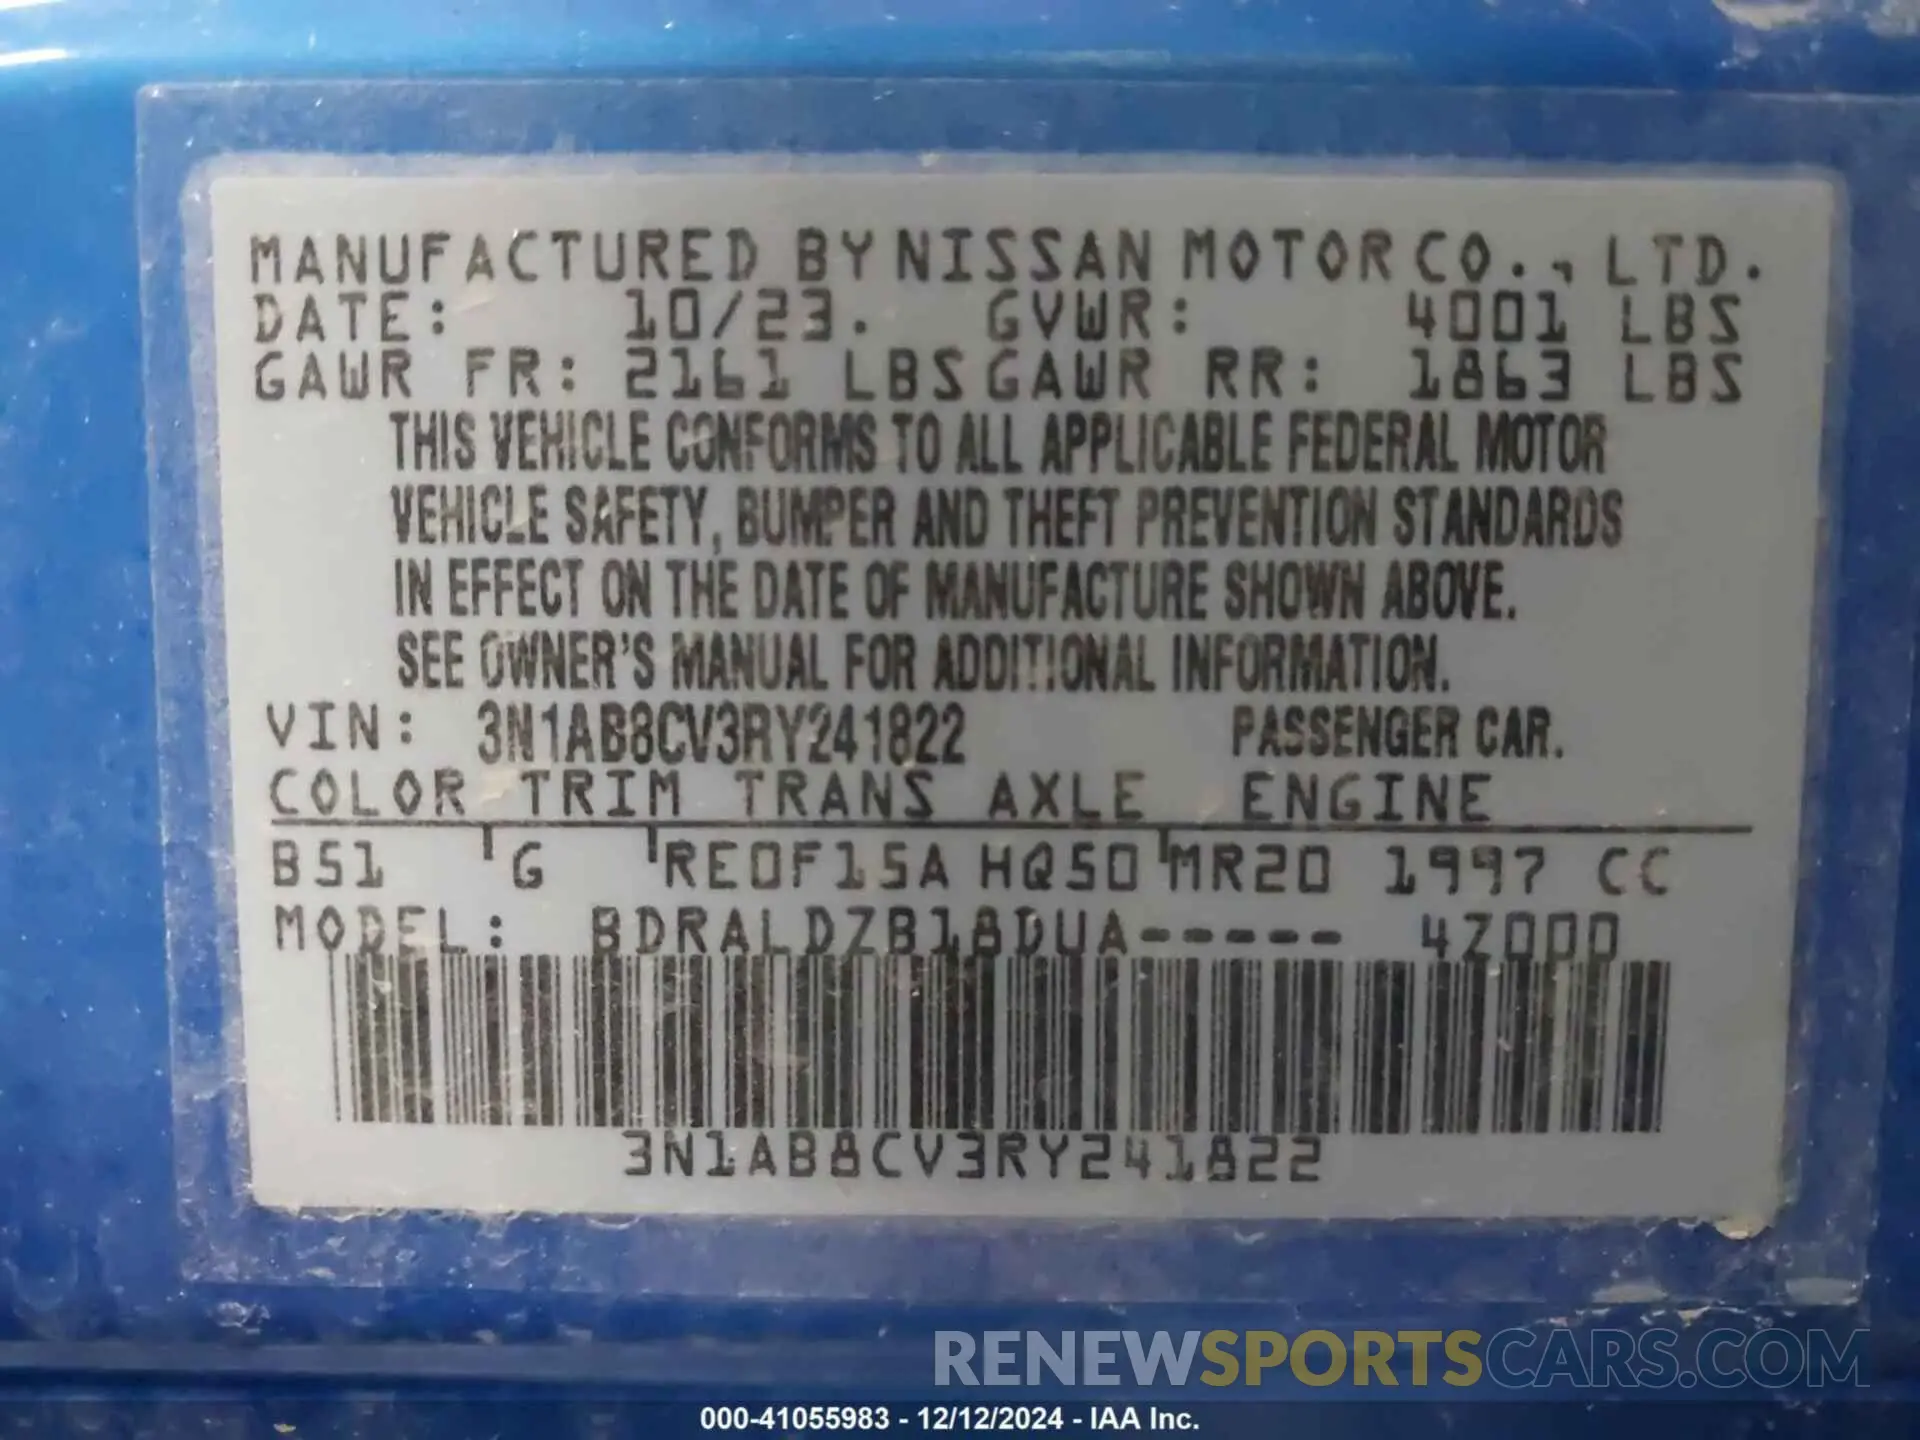 MANUFACTURED BY NISSAN MOTOR CO., LTD.
DATE: 10/23. GVWR: 4001 LBS
GAWR FR: 2161 LBS GAWR RR: 1863 LBS
THIS VEHICLE CONFORMS TO ALL APPLICABLE FEDERAL MOTOR
VEHICLE SAFETY, BUMPER AND THEFT PREVENTION STANDARDS
IN EFFECT ON THE DATE OF MANUFACTURE SHOWN ABOVE.
SEE OWNER'S MANUAL FOR ADDITIONAL INFORMATION.
VIN: 3N1AB8CV3RY241822 PASSENGER CAR.
COLOR TRIM TRANS AXLE ENGINE
B51 G RE0F15A HQ50 MR20 1997 CC
MODEL: BDRALDZB18DUA----- 4Z000
3N1AB8CV3RY241822
RENEWSPORTSCARS.COM
000-41055983 - 12/12/2024 - IAA Inc.